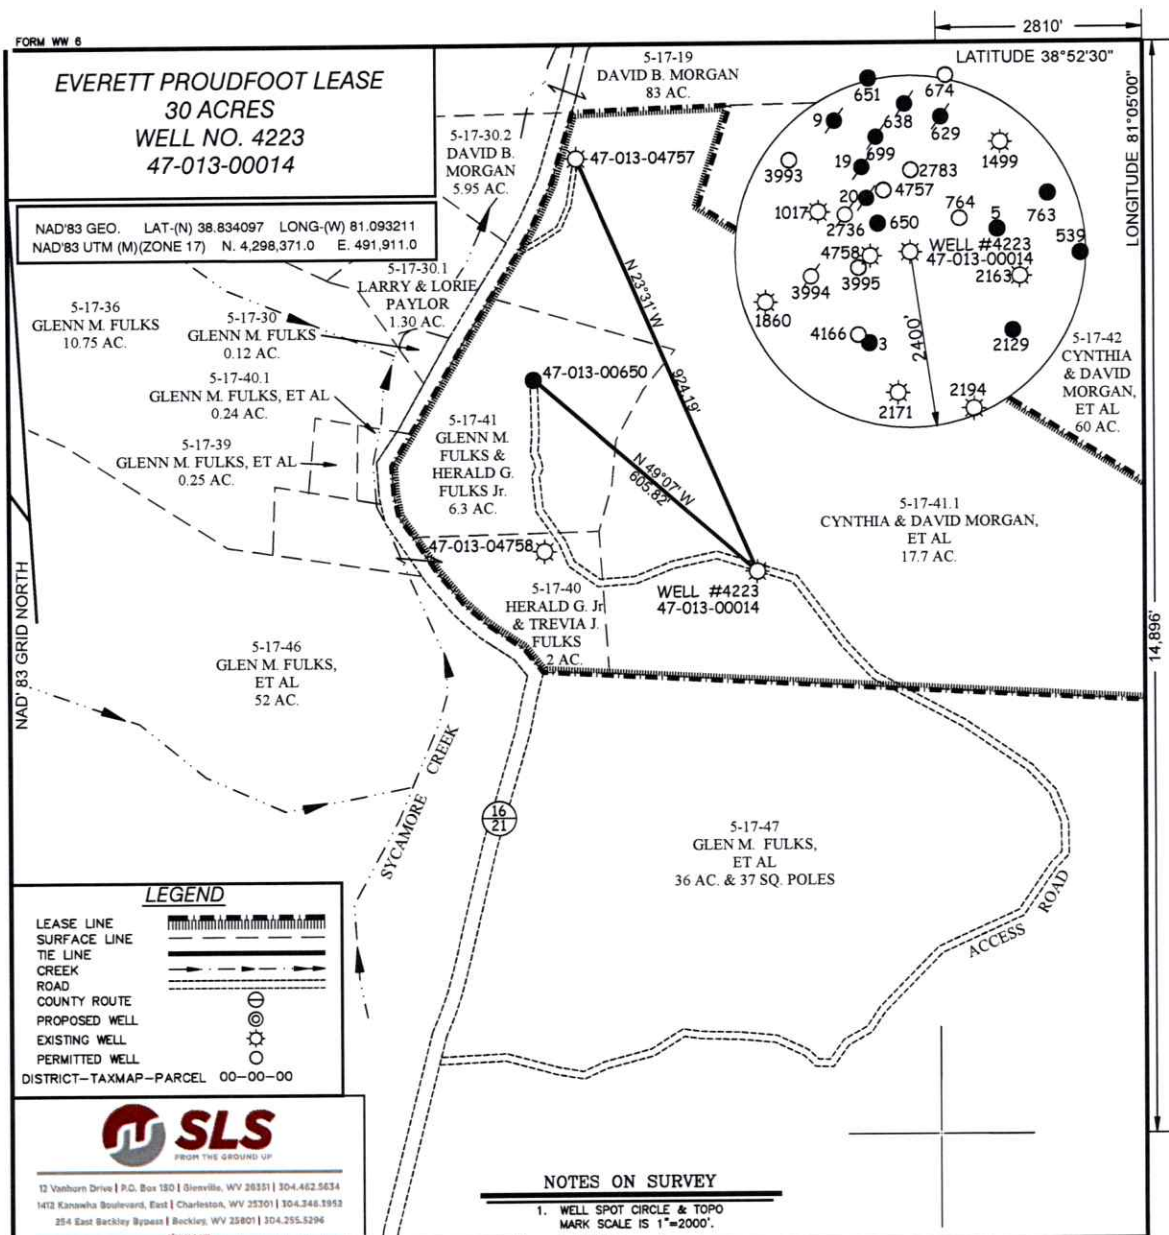 FORM WW 6
EVERETT PROUDFOOT LEASE
30 ACRES
WELL NO. 4223
47-013-00014
NAD'83 GEO. LAT-(N) 38.834097 LONG-(W) 81.093211
NAD'83 UTM (M)(ZONE 17) N. 4,298,371.0 E. 491,911.0
2810'
LATITUDE 38°52'30"
LONGITUDE 81°05'00"
14,896'
5-17-19
DAVID B. MORGAN
83 AC.
5-17-30.2
DAVID B.
MORGAN
5.95 AC.
47-013-04757
651
674
9
638
629
699
1499
3993
19
2783
20
4757
764
763
1017
2736
650
5
539
WELL #4223
47-013-00014
4758
2163
3994
3995
1860
4166
3
2400'
2129
2171
2194
5-17-42
CYNTHIA
& DAVID
MORGAN,
ET AL
60 AC.
5-17-30.1
LARRY & LORIE
PAYLOR
1.30 AC.
5-17-36
GLENN M. FULKS
10.75 AC.
5-17-30
GLENN M. FULKS
0.12 AC.
5-17-40.1
GLENN M. FULKS, ET AL
0.24 AC.
5-17-39
GLENN M. FULKS, ET AL
0.25 AC.
47-013-00650
N 23°31' W
924.19'
N 49°07' W
605.82'
5-17-41
GLENN M.
FULKS &
HERALD G.
FULKS Jr.
6.3 AC.
5-17-41.1
CYNTHIA & DAVID MORGAN,
ET AL
17.7 AC.
47-013-04758
WELL #4223
47-013-00014
5-17-40
HERALD G. Jr
& TREVIA J.
FULKS
2 AC.
NAD' 83 GRID NORTH
5-17-46
GLEN M. FULKS,
ET AL
52 AC.
SYCAMORE CREEK
16
21
5-17-47
GLEN M. FULKS,
ET AL
36 AC. & 37 SQ. POLES
ACCESS ROAD
LEGEND
LEASE LINE
SURFACE LINE
TIE LINE
CREEK
ROAD
COUNTY ROUTE
PROPOSED WELL
EXISTING WELL
PERMITTED WELL
DISTRICT-TAXMAP-PARCEL 00-00-00
SLS
FROM THE GROUND UP
12 Vanhorn Drive | P.O. Box 150 | Glenville, WV 26351 | 304.462.5634
1412 Kanawha Boulevard, East | Charleston, WV 25301 | 304.346.3952
254 East Beckley Bypass | Beckley, WV 25801 | 304.255.5296
NOTES ON SURVEY
1. WELL SPOT CIRCLE & TOPO
MARK SCALE IS 1"=2000'.